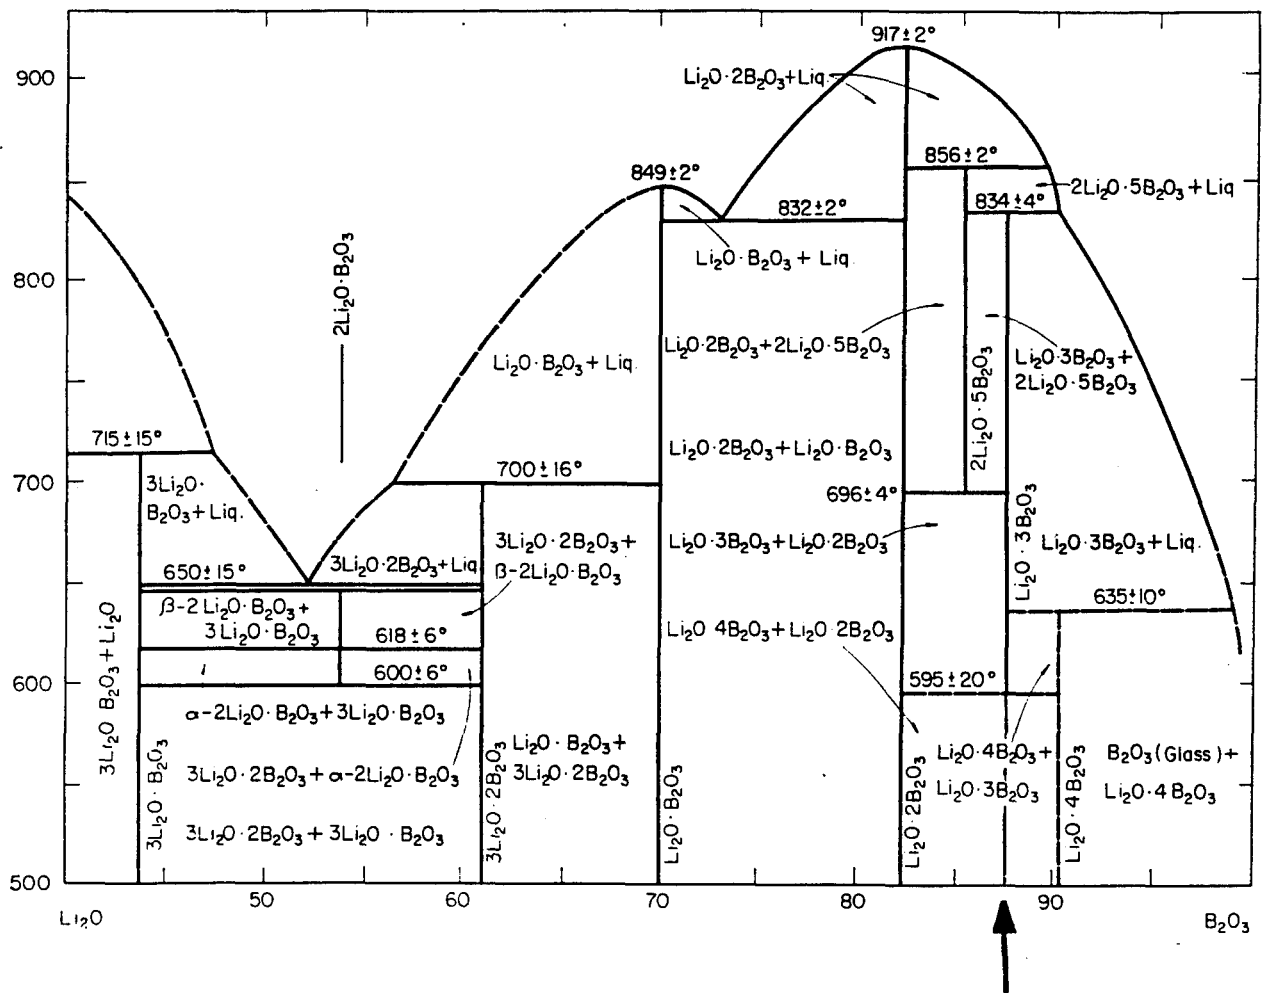 917±2°
900
Li₂O·2B₂O₃+Liq.
856±2°
849±2°
2Li₂O·5B₂O₃+Liq
834±4°
832±2°
2Li₂O·B₂O₃
Li₂O·B₂O₃ + Liq
800
Li₂O·2B₂O₃+2Li₂O·5B₂O₃
Li₂O·B₂O₃+Liq.
Li₂O·3B₂O₃+
2Li₂O·5B₂O₃
2Li₂O·5B₂O₃
715±15°
Li₂O·2B₂O₃+Li₂O·B₂O₃
700±16°
700
3Li₂O·
B₂O₃+Liq.
696±4°
Li₂O·3B₂O₃
3Li₂O·2B₂O₃+
β-2Li₂O·B₂O₃
Li₂O·3B₂O₃+Li₂O·2B₂O₃
Li₂O·3B₂O₃+Liq.
3Li₂O·2B₂O₃+Liq
650±15°
635±10°
β-2Li₂O·B₂O₃+
3Li₂O·B₂O₃
618±6°
Li₂O 4B₂O₃+Li₂O·2B₂O₃
600
600±6°
595±20°
3Li₂O B₂O₃+Li₂O
α-2Li₂O·B₂O₃+3Li₂O·B₂O₃
Li₂O·B₂O₃+
3Li₂O·2B₂O₃
Li₂O·4B₂O₃+
Li₂O·3B₂O₃
B₂O₃(Glass)+
Li₂O·4B₂O₃
3Li₂O·2B₂O₃+α-2Li₂O·B₂O₃
3Li₂O·2B₂O₃+3Li₂O·B₂O₃
3Li₂O·B₂O₃
3Li₂O·2B₂O₃
Li₂O·B₂O₃
Li₂O·2B₂O₃
Li₂O·4B₂O₃
500
50
60
70
80
90
Li₂O
B₂O₃